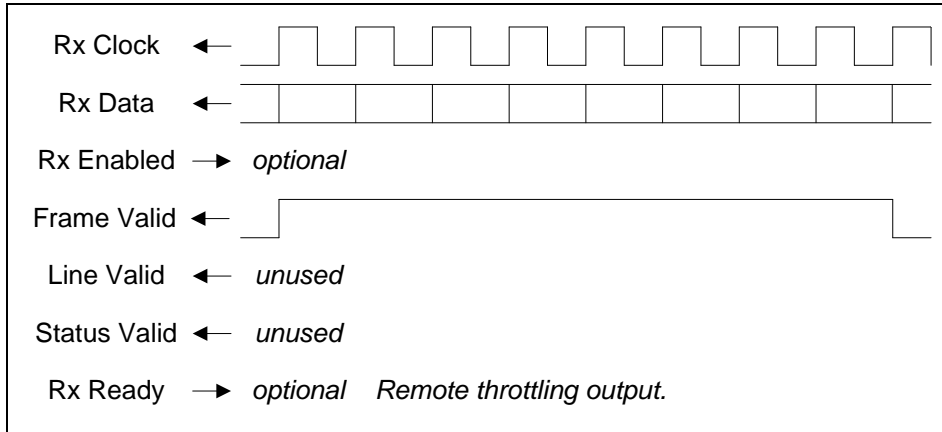 Rx Clock
Rx Data
Rx Enabled optional
Frame Valid
Line Valid unused
Status Valid unused
Rx Ready optional Remote throttling output.